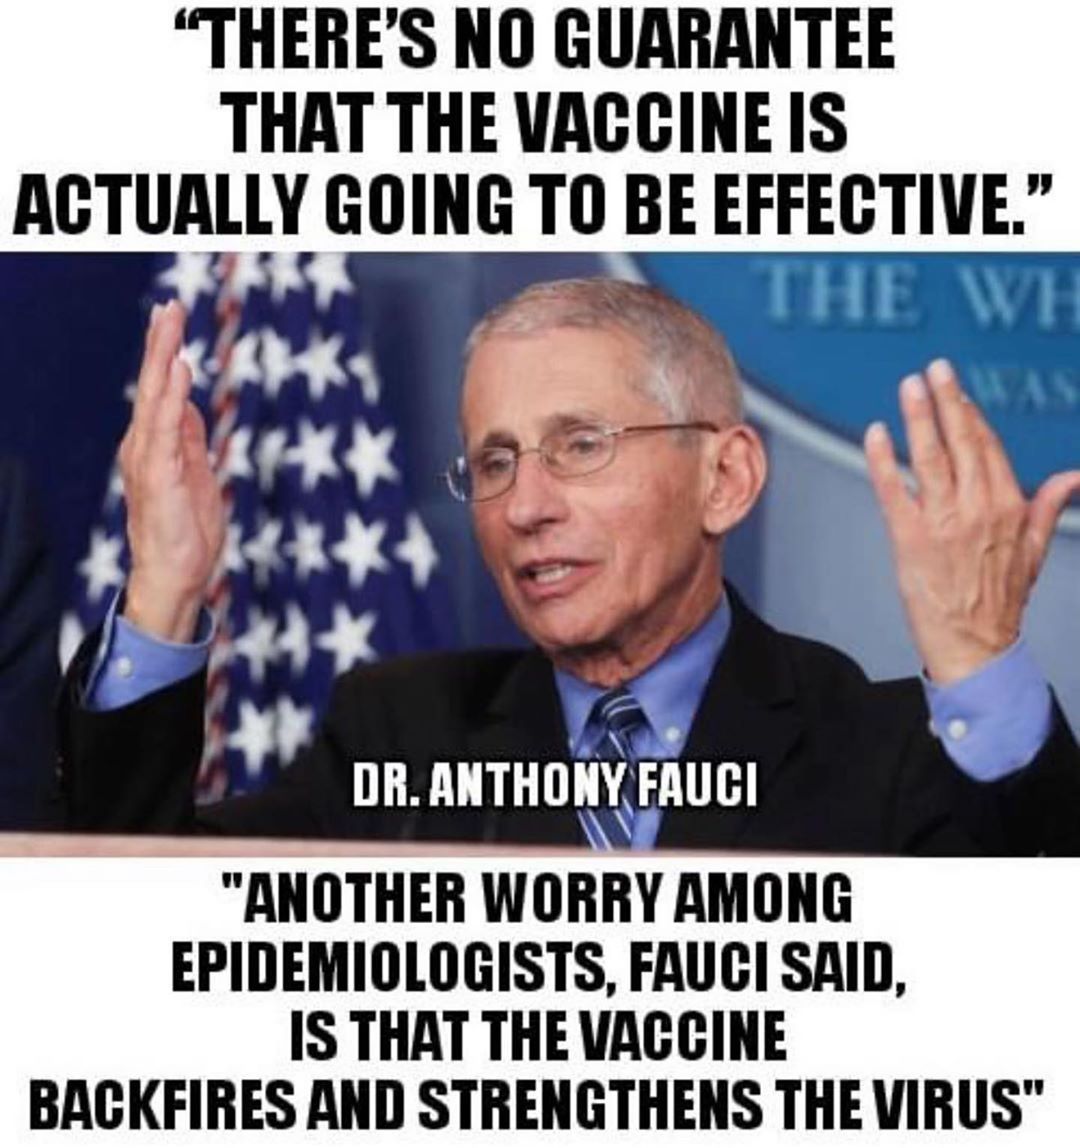 “THERE’S NO GUARANTEE
THAT THE VACCINE IS
ACTUALLY GOING TO BE EFFECTIVE.”
THE WH
WAS
DR. ANTHONY FAUCI
"ANOTHER WORRY AMONG
EPIDEMIOLOGISTS, FAUCI SAID,
IS THAT THE VACCINE
BACKFIRES AND STRENGTHENS THE VIRUS"